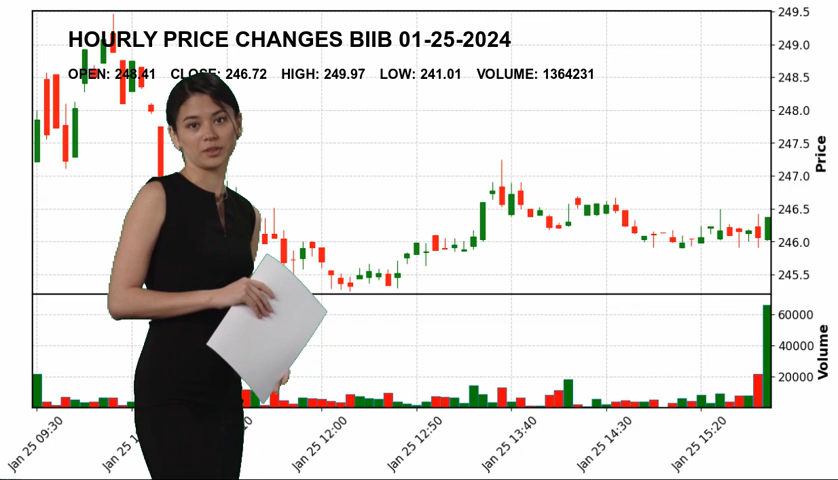 HOURLY PRICE CHANGES BIIB 01-25-2024
OPEN: 248.41 CLOSE: 246.72 HIGH: 249.97 LOW: 241.01 VOLUME: 1364231
249.5
249.0
248.5
248.0
247.5
247.0
246.5
246.0
245.5
Price
60000
40000
20000
Volume
Jan 25 09:30
Jan 25 12:00
Jan 25 12:50
Jan 25 13:40
Jan 25 14:30
Jan 25 15:20